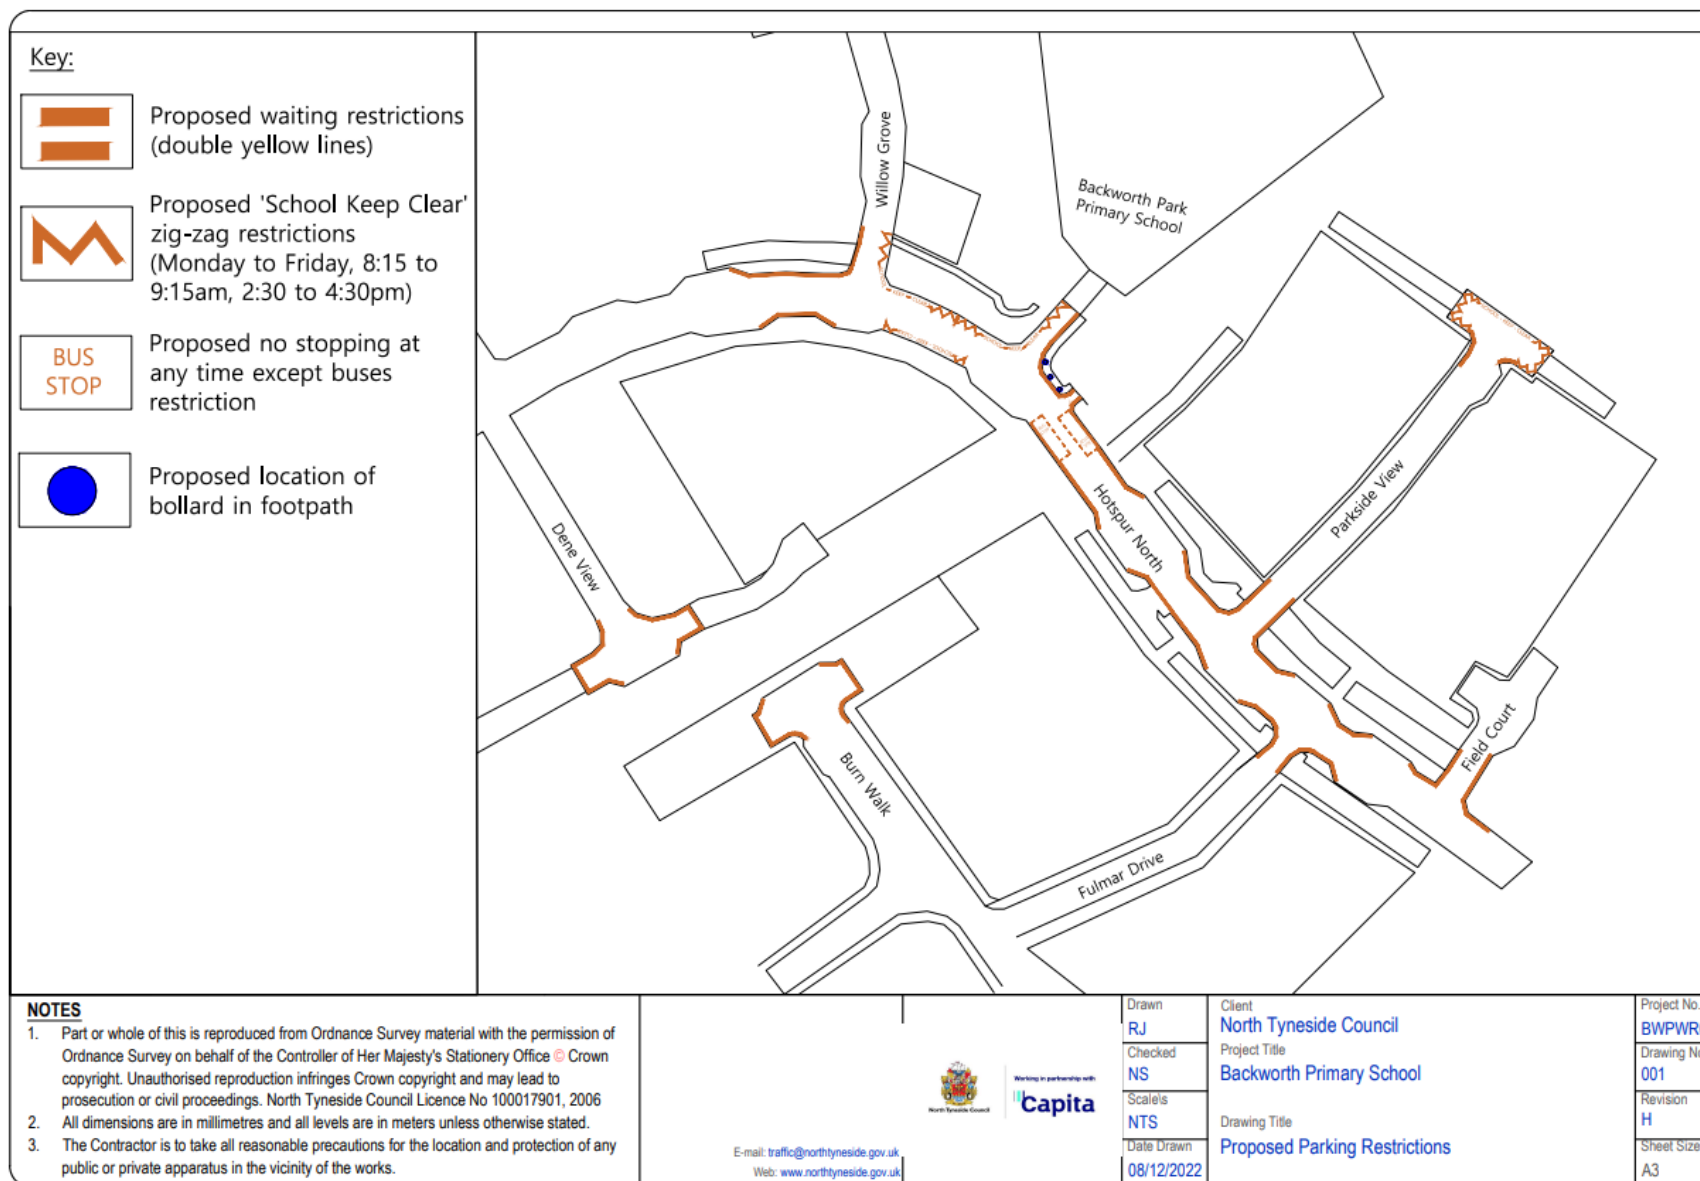 Key:
Proposed waiting restrictions
(double yellow lines)
Proposed 'School Keep Clear'
zig-zag restrictions
(Monday to Friday, 8:15 to
9:15am, 2:30 to 4:30pm)
BUS
STOP
Proposed no stopping at
any time except buses
restriction
Proposed location of
bollard in footpath
Willow Grove
Backworth Park
Primary School
Hotspur North
Parkside View
Dene View
Burn Walk
Field Court
Fulmar Drive
NOTES
1. Part or whole of this is reproduced from Ordnance Survey material with the permission of
Ordnance Survey on behalf of the Controller of Her Majesty's Stationery Office © Crown
copyright. Unauthorised reproduction infringes Crown copyright and may lead to
prosecution or civil proceedings. North Tyneside Council Licence No 100017901, 2006
2. All dimensions are in millimetres and all levels are in meters unless otherwise stated.
3. The Contractor is to take all reasonable precautions for the location and protection of any
public or private apparatus in the vicinity of the works.
North Tyneside Council
Working in partnership with
Capita
E-mail: traffic@northtyneside.gov.uk
Web: www.northtyneside.gov.uk
Drawn
RJ
Checked
NS
Scale\s
NTS
Date Drawn
08/12/2022
Client
North Tyneside Council
Project Title
Backworth Primary School
Drawing Title
Proposed Parking Restrictions
Project No.
BWPWR
Drawing No
001
Revision
H
Sheet Size
A3